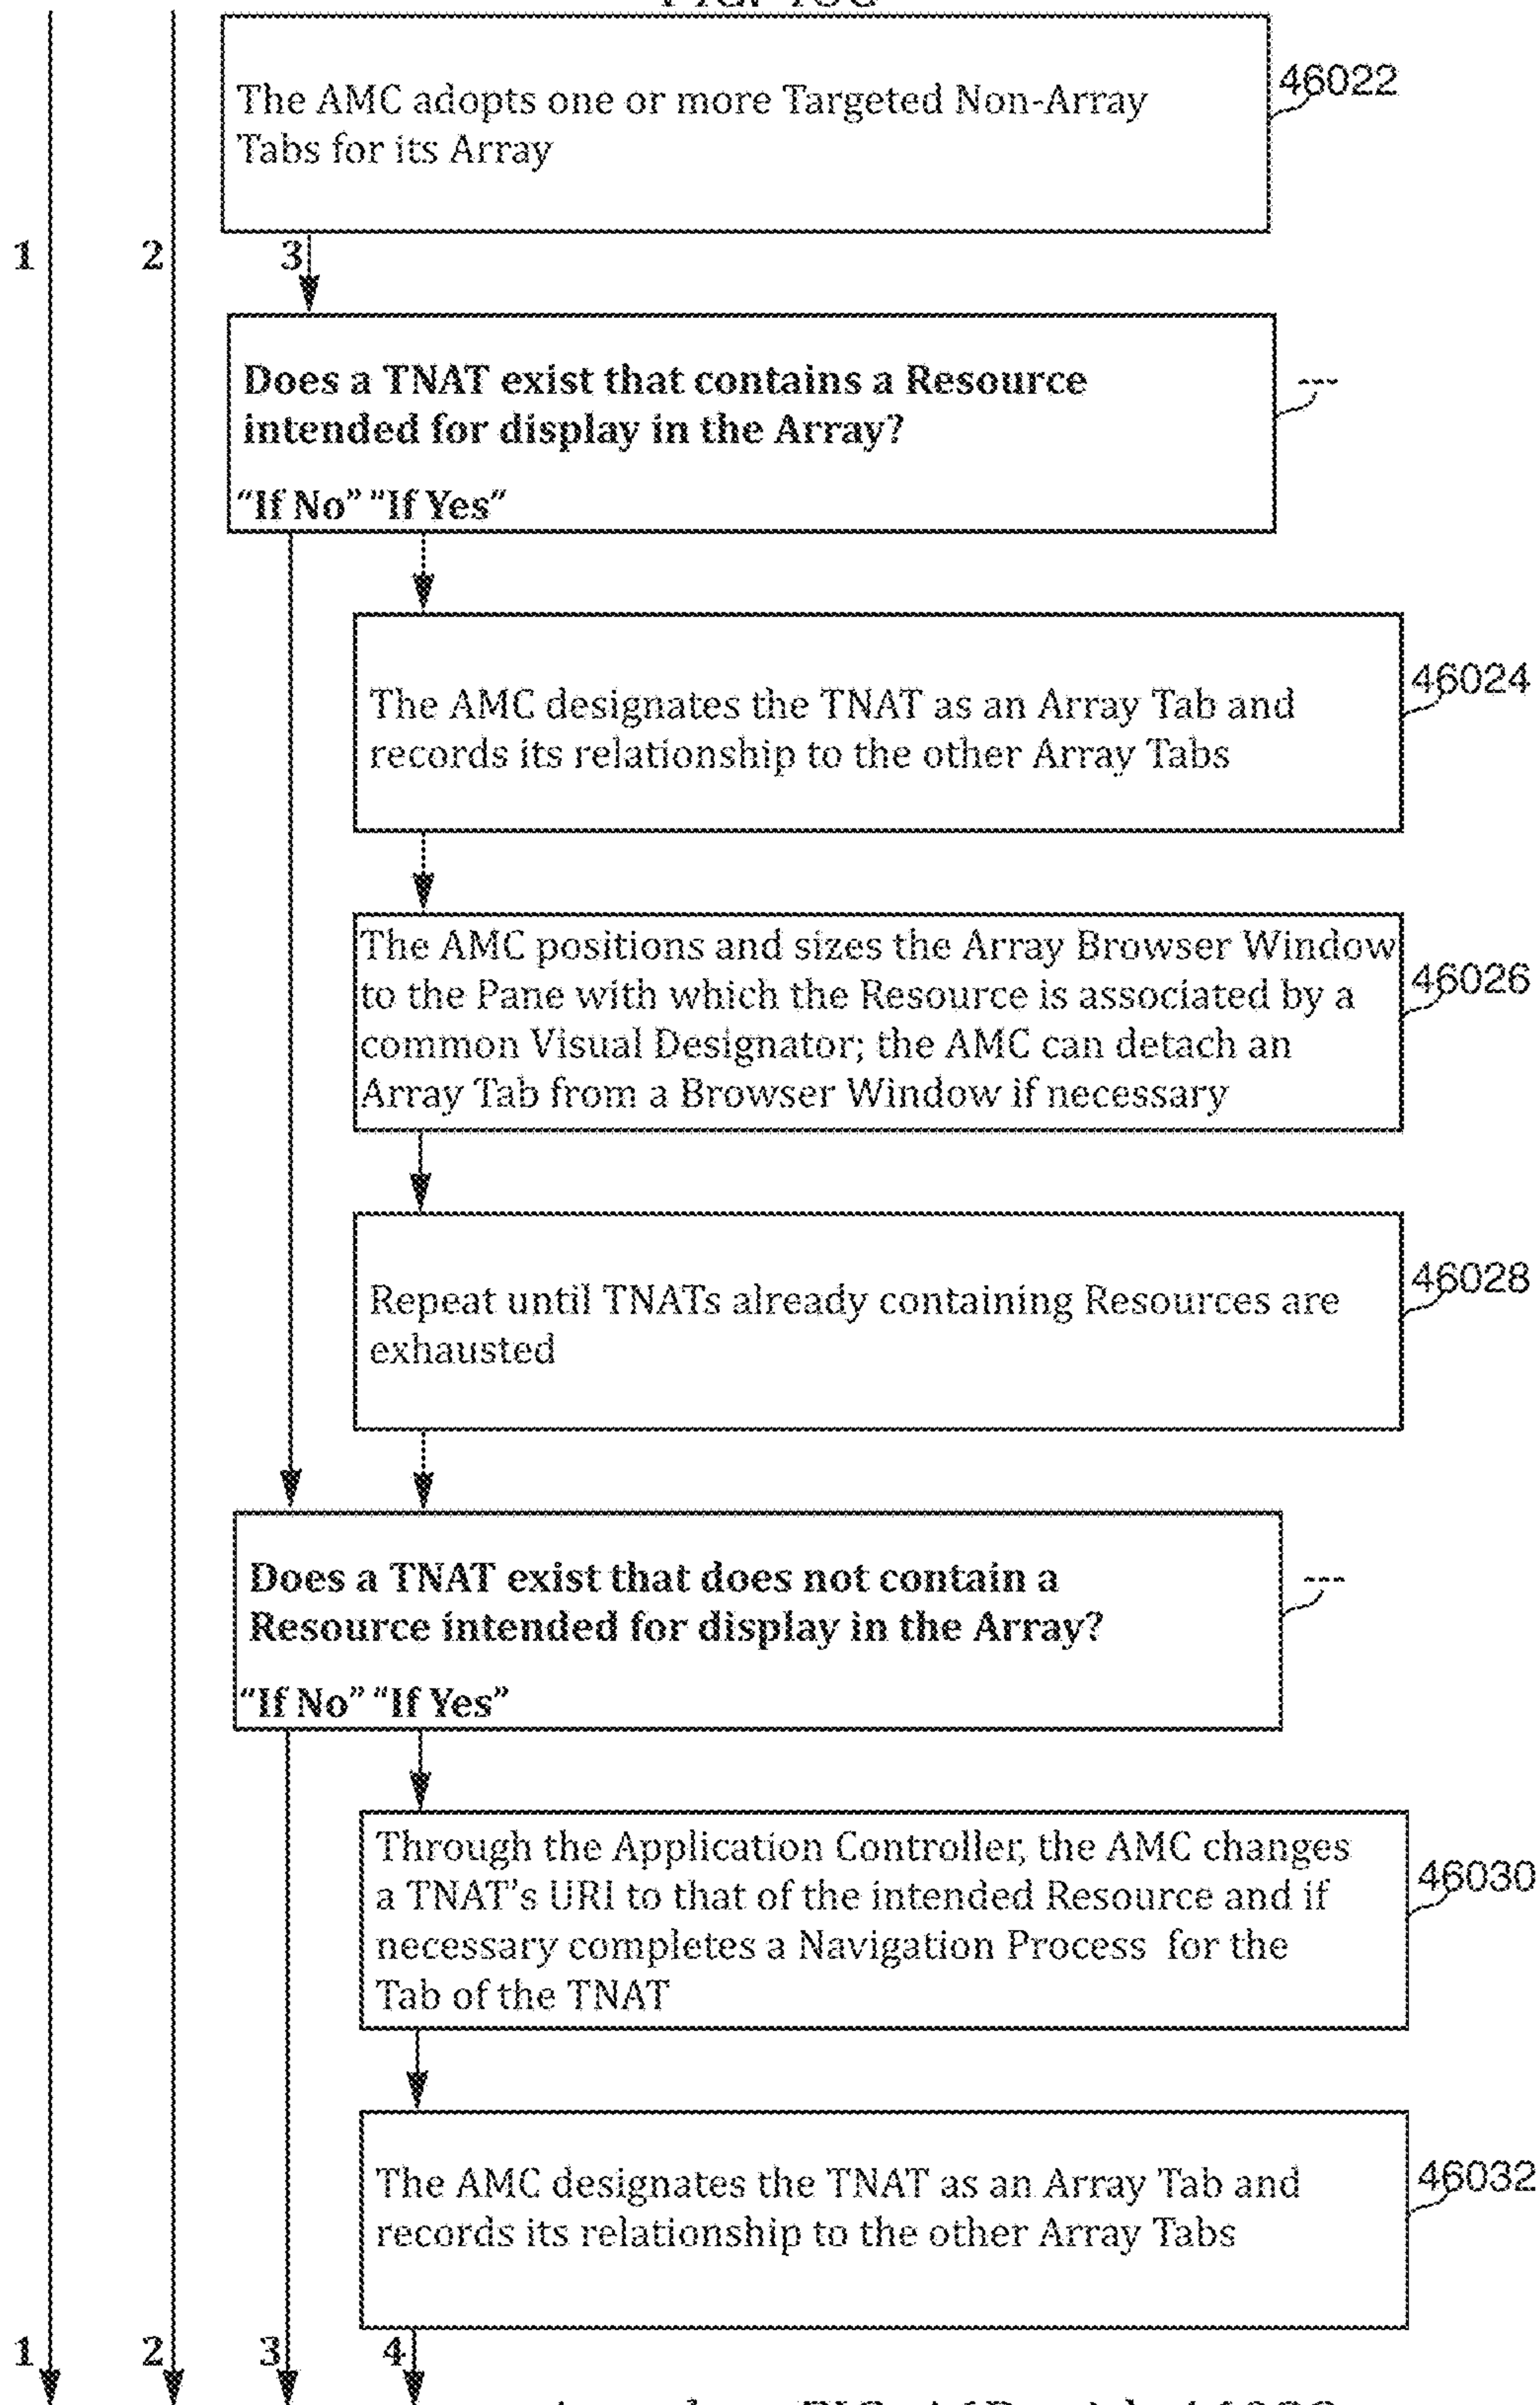 The AMC adopts one or more Targeted Non-Array
Tabs for its Array
46022
1
2
3
Does a TNAT exist that contains a Resource
intended for display in the Array?
---
“If No” “If Yes”
The AMC designates the TNAT as an Array Tab and
records its relationship to the other Array Tabs
46024
The AMC positions and sizes the Array Browser Window
to the Pane with which the Resource is associated by a
common Visual Designator; the AMC can detach an
Array Tab from a Browser Window if necessary
46026
Repeat until TNATs already containing Resources are
exhausted
46028
Does a TNAT exist that does not contain a
Resource intended for display in the Array?
---
“If No” “If Yes”
Through the Application Controller, the AMC changes
a TNAT’s URI to that of the intended Resource and if
necessary completes a Navigation Process for the
Tab of the TNAT
46030
The AMC designates the TNAT as an Array Tab and
records its relationship to the other Array Tabs
46032
1
2
3
4